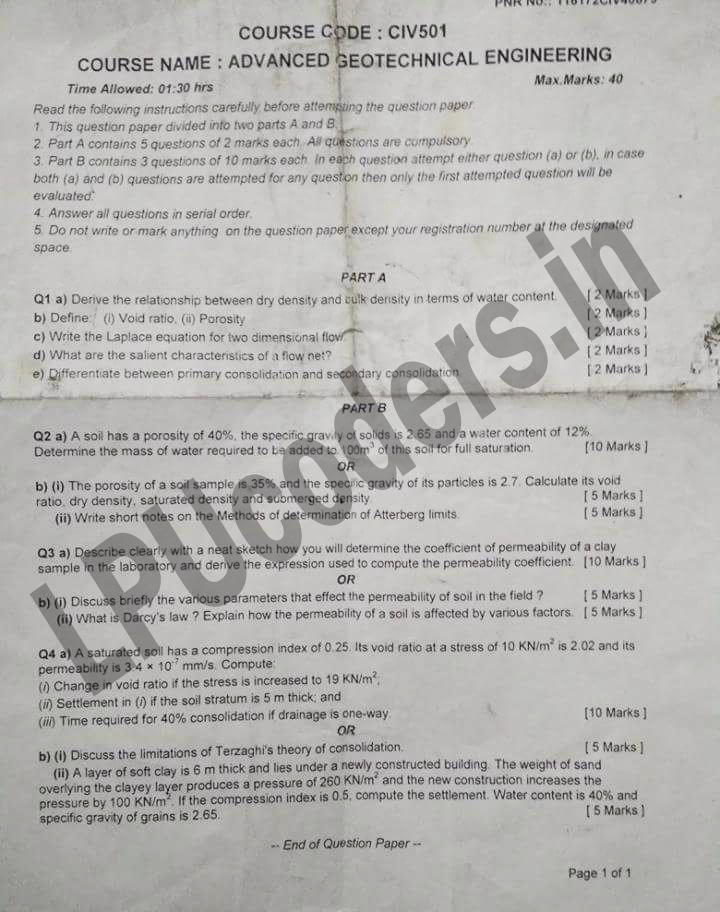 PNR No.:
COURSE CODE : CIV501
COURSE NAME : ADVANCED GEOTECHNICAL ENGINEERING
Time Allowed: 01:30 hrs Max.Marks: 40
Read the following instructions carefully before attempting the question paper.
1. This question paper divided into two parts A and B.
2. Part A contains 5 questions of 2 marks each. All questions are cumpulsory.
3. Part B contains 3 questions of 10 marks each. In each question attempt either question (a) or (b), in case
both (a) and (b) questions are attempted for any question then only the first attempted question will be
evaluated.
4. Answer all questions in serial order.
5. Do not write or mark anything on the question paper except your registration number at the designated
space.
PART A
Q1 a) Derive the relationship between dry density and bulk density in terms of water content. [ 2 Marks ]
b) Define: (i) Void ratio, (ii) Porosity [ 2 Marks ]
c) Write the Laplace equation for two dimensional flow. [ 2 Marks ]
d) What are the salient characteristics of a flow net? [ 2 Marks ]
e) Differentiate between primary consolidation and secondary consolidation. [ 2 Marks ]
PART B
Q2 a) A soil has a porosity of 40%, the specific gravity of solids is 2.65 and a water content of 12%.
Determine the mass of water required to be added to 100m³ of this soil for full saturation. [10 Marks ]
OR
b) (i) The porosity of a soil sample is 35% and the specific gravity of its particles is 2.7. Calculate its void
ratio, dry density, saturated density and submerged density. [ 5 Marks ]
(ii) Write short notes on the Methods of determination of Atterberg limits. [ 5 Marks ]
Q3 a) Describe clearly with a neat sketch how you will determine the coefficient of permeability of a clay
sample in the laboratory and derive the expression used to compute the permeability coefficient. [10 Marks ]
OR
b) (i) Discuss briefly the various parameters that effect the permeability of soil in the field ? [ 5 Marks ]
(ii) What is Darcy's law ? Explain how the permeability of a soil is affected by various factors. [ 5 Marks ]
Q4 a) A saturated soil has a compression index of 0.25. Its void ratio at a stress of 10 KN/m² is 2.02 and its
permeability is 3·4 × 10⁻⁷ mm/s. Compute:
(i) Change in void ratio if the stress is increased to 19 KN/m²;
(ii) Settlement in (i) if the soil stratum is 5 m thick; and
(iii) Time required for 40% consolidation if drainage is one-way. [10 Marks ]
OR
b) (i) Discuss the limitations of Terzaghi's theory of consolidation. [ 5 Marks ]
(ii) A layer of soft clay is 6 m thick and lies under a newly constructed building. The weight of sand
overlying the clayey layer produces a pressure of 260 KN/m² and the new construction increases the
pressure by 100 KN/m². If the compression index is 0.5, compute the settlement. Water content is 40% and
specific gravity of grains is 2.65. [ 5 Marks ]
-- End of Question Paper --
Page 1 of 1
LPUcoders.in